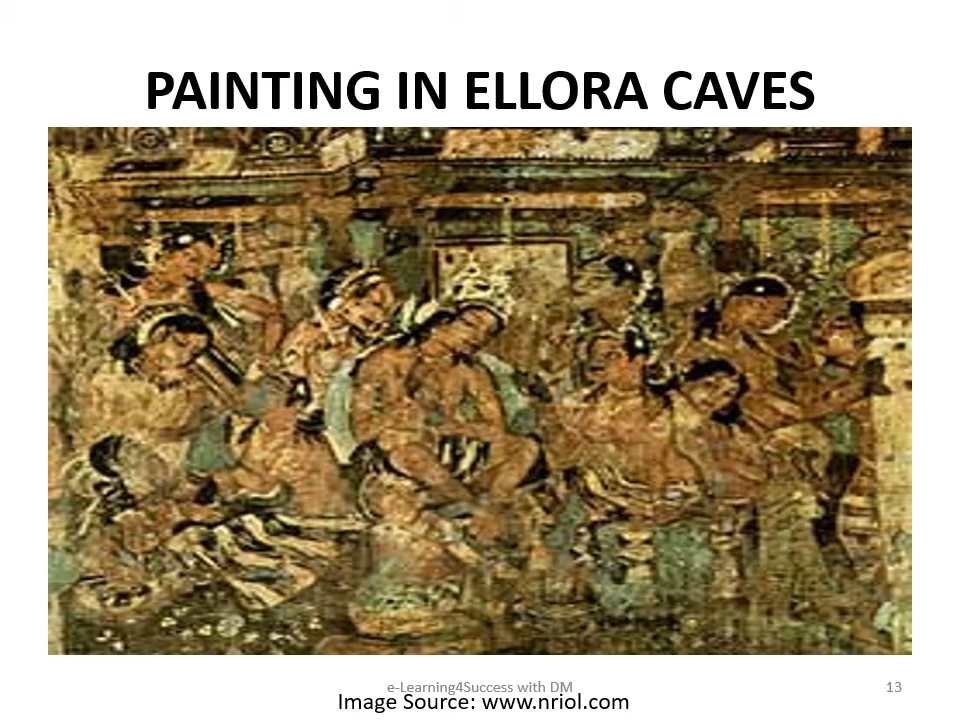 PAINTING IN ELLORA CAVES
e-Learning4Success with DM
13
Image Source: www.nriol.com